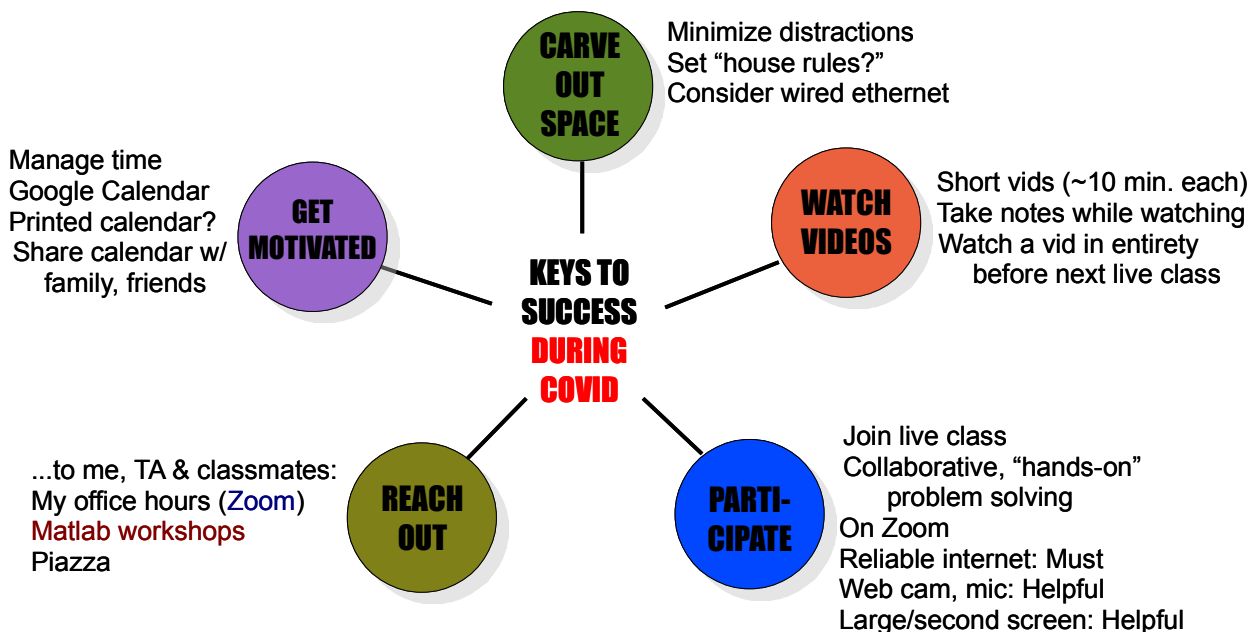 CARVE
OUT
SPACE
Minimize distractions
Set “house rules?”
Consider wired ethernet
Manage time
Google Calendar
Printed calendar?
Share calendar w/
family, friends
GET
MOTIVATED
WATCH
VIDEOS
Short vids (~10 min. each)
Take notes while watching
Watch a vid in entirety
before next live class
KEYS TO
SUCCESS
DURING
COVID
...to me, TA & classmates:
My office hours (Zoom)
Matlab workshops
Piazza
REACH
OUT
PARTI-
CIPATE
Join live class
Collaborative, “hands-on”
problem solving
On Zoom
Reliable internet: Must
Web cam, mic: Helpful
Large/second screen: Helpful